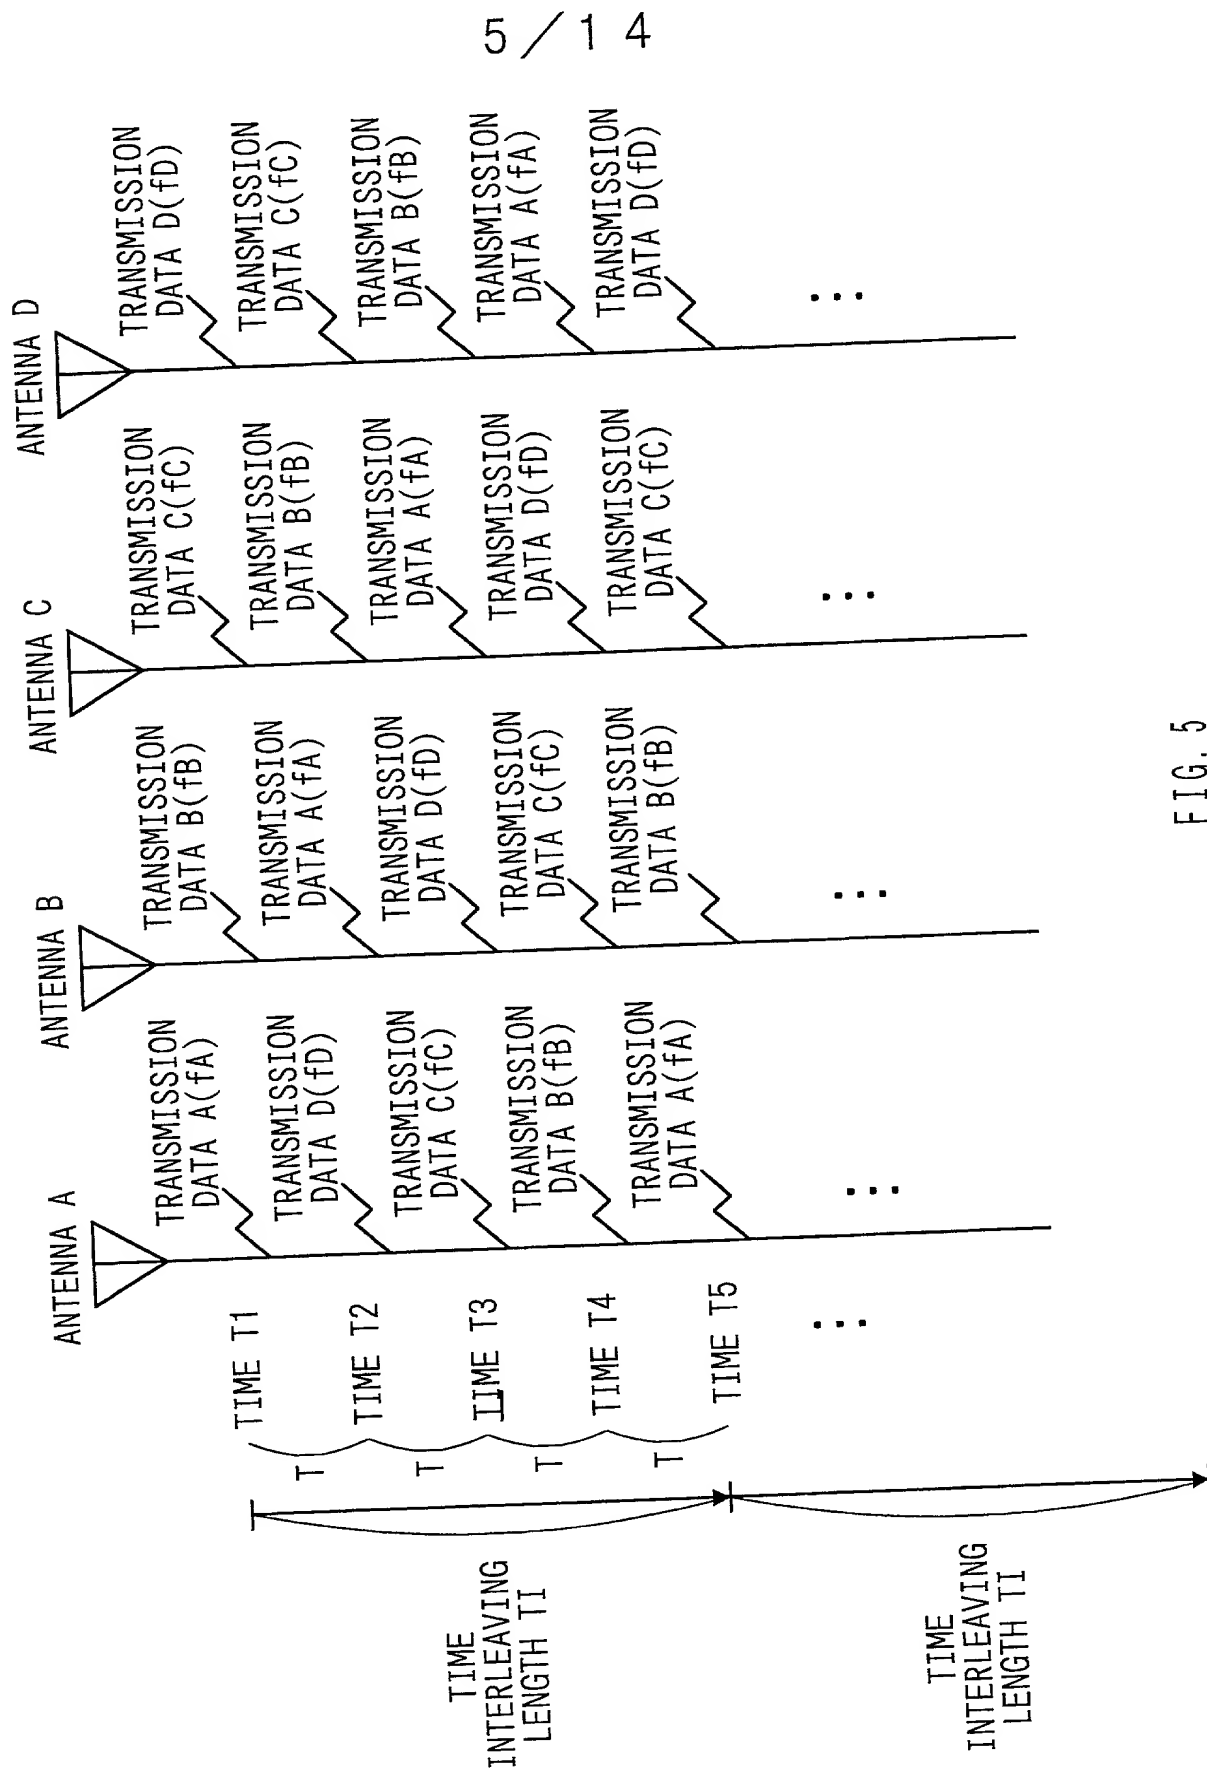 5/14
ANTENNA A
TRANSMISSION
DATA A(fA)
TRANSMISSION
DATA D(fD)
TRANSMISSION
DATA C(fC)
TRANSMISSION
DATA B(fB)
TRANSMISSION
DATA A(fA)
...
ANTENNA B
TRANSMISSION
DATA B(fB)
TRANSMISSION
DATA A(fA)
TRANSMISSION
DATA D(fD)
TRANSMISSION
DATA C(fC)
TRANSMISSION
DATA B(fB)
...
ANTENNA C
TRANSMISSION
DATA C(fC)
TRANSMISSION
DATA B(fB)
TRANSMISSION
DATA A(fA)
TRANSMISSION
DATA D(fD)
TRANSMISSION
DATA C(fC)
...
ANTENNA D
TRANSMISSION
DATA D(fD)
TRANSMISSION
DATA C(fC)
TRANSMISSION
DATA B(fB)
TRANSMISSION
DATA A(fA)
TRANSMISSION
DATA D(fD)
...
TIME T1
TIME T2
TIME T3
TIME T4
TIME T5
...
T
T
T
T
TIME
INTERLEAVING
LENGTH TI
TIME
INTERLEAVING
LENGTH TI
FIG. 5